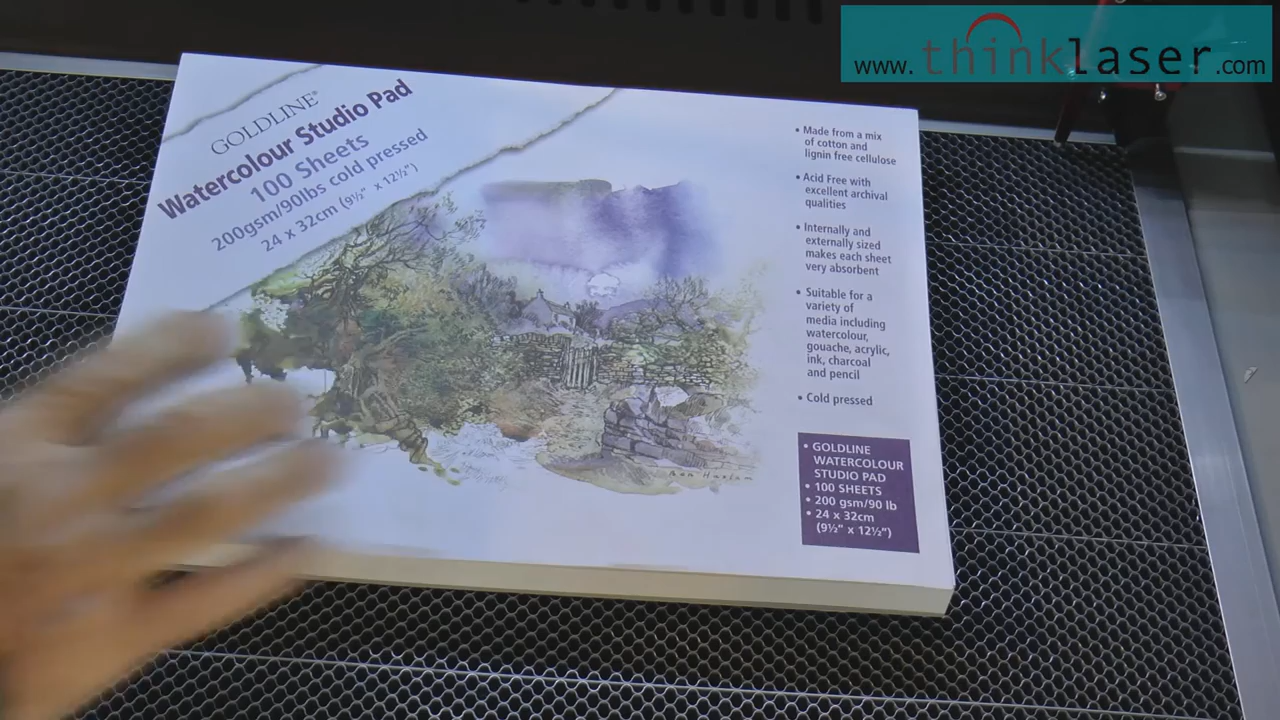 www.thinklaser.com
GOLDLINE®
Watercolour Studio Pad
100 Sheets
200gsm/90lbs cold pressed
24 x 32cm (9½" x 12½")
• Made from a mix
of cotton and
lignin free cellulose
• Acid Free with
excellent archival
qualities
• Internally and
externally sized
makes each sheet
very absorbent
• Suitable for a
variety of
media including
watercolour,
gouache, acrylic,
ink, charcoal
and pencil
• Cold pressed
• GOLDLINE
WATERCOLOUR
STUDIO PAD
• 100 SHEETS
• 200 gsm/90 lb
• 24 x 32cm
(9½" x 12½")